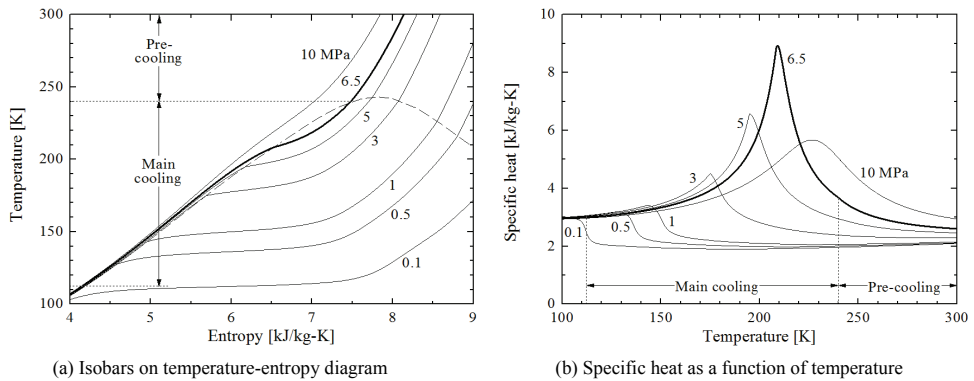 300
250
200
150
100
Temperature [K]
Pre-
cooling
Main
cooling
10 MPa
6.5
5
3
1
0.5
0.1
4 5 6 7 8 9
Entropy [kJ/kg-K]
(a) Isobars on temperature-entropy diagram
10
8
6
4
2
0
Specific heat [kJ/kg-K]
6.5
5
10 MPa
3
1
0.5
0.1
Main cooling
Pre-cooling
100 150 200 250 300
Temperature [K]
(b) Specific heat as a function of temperature